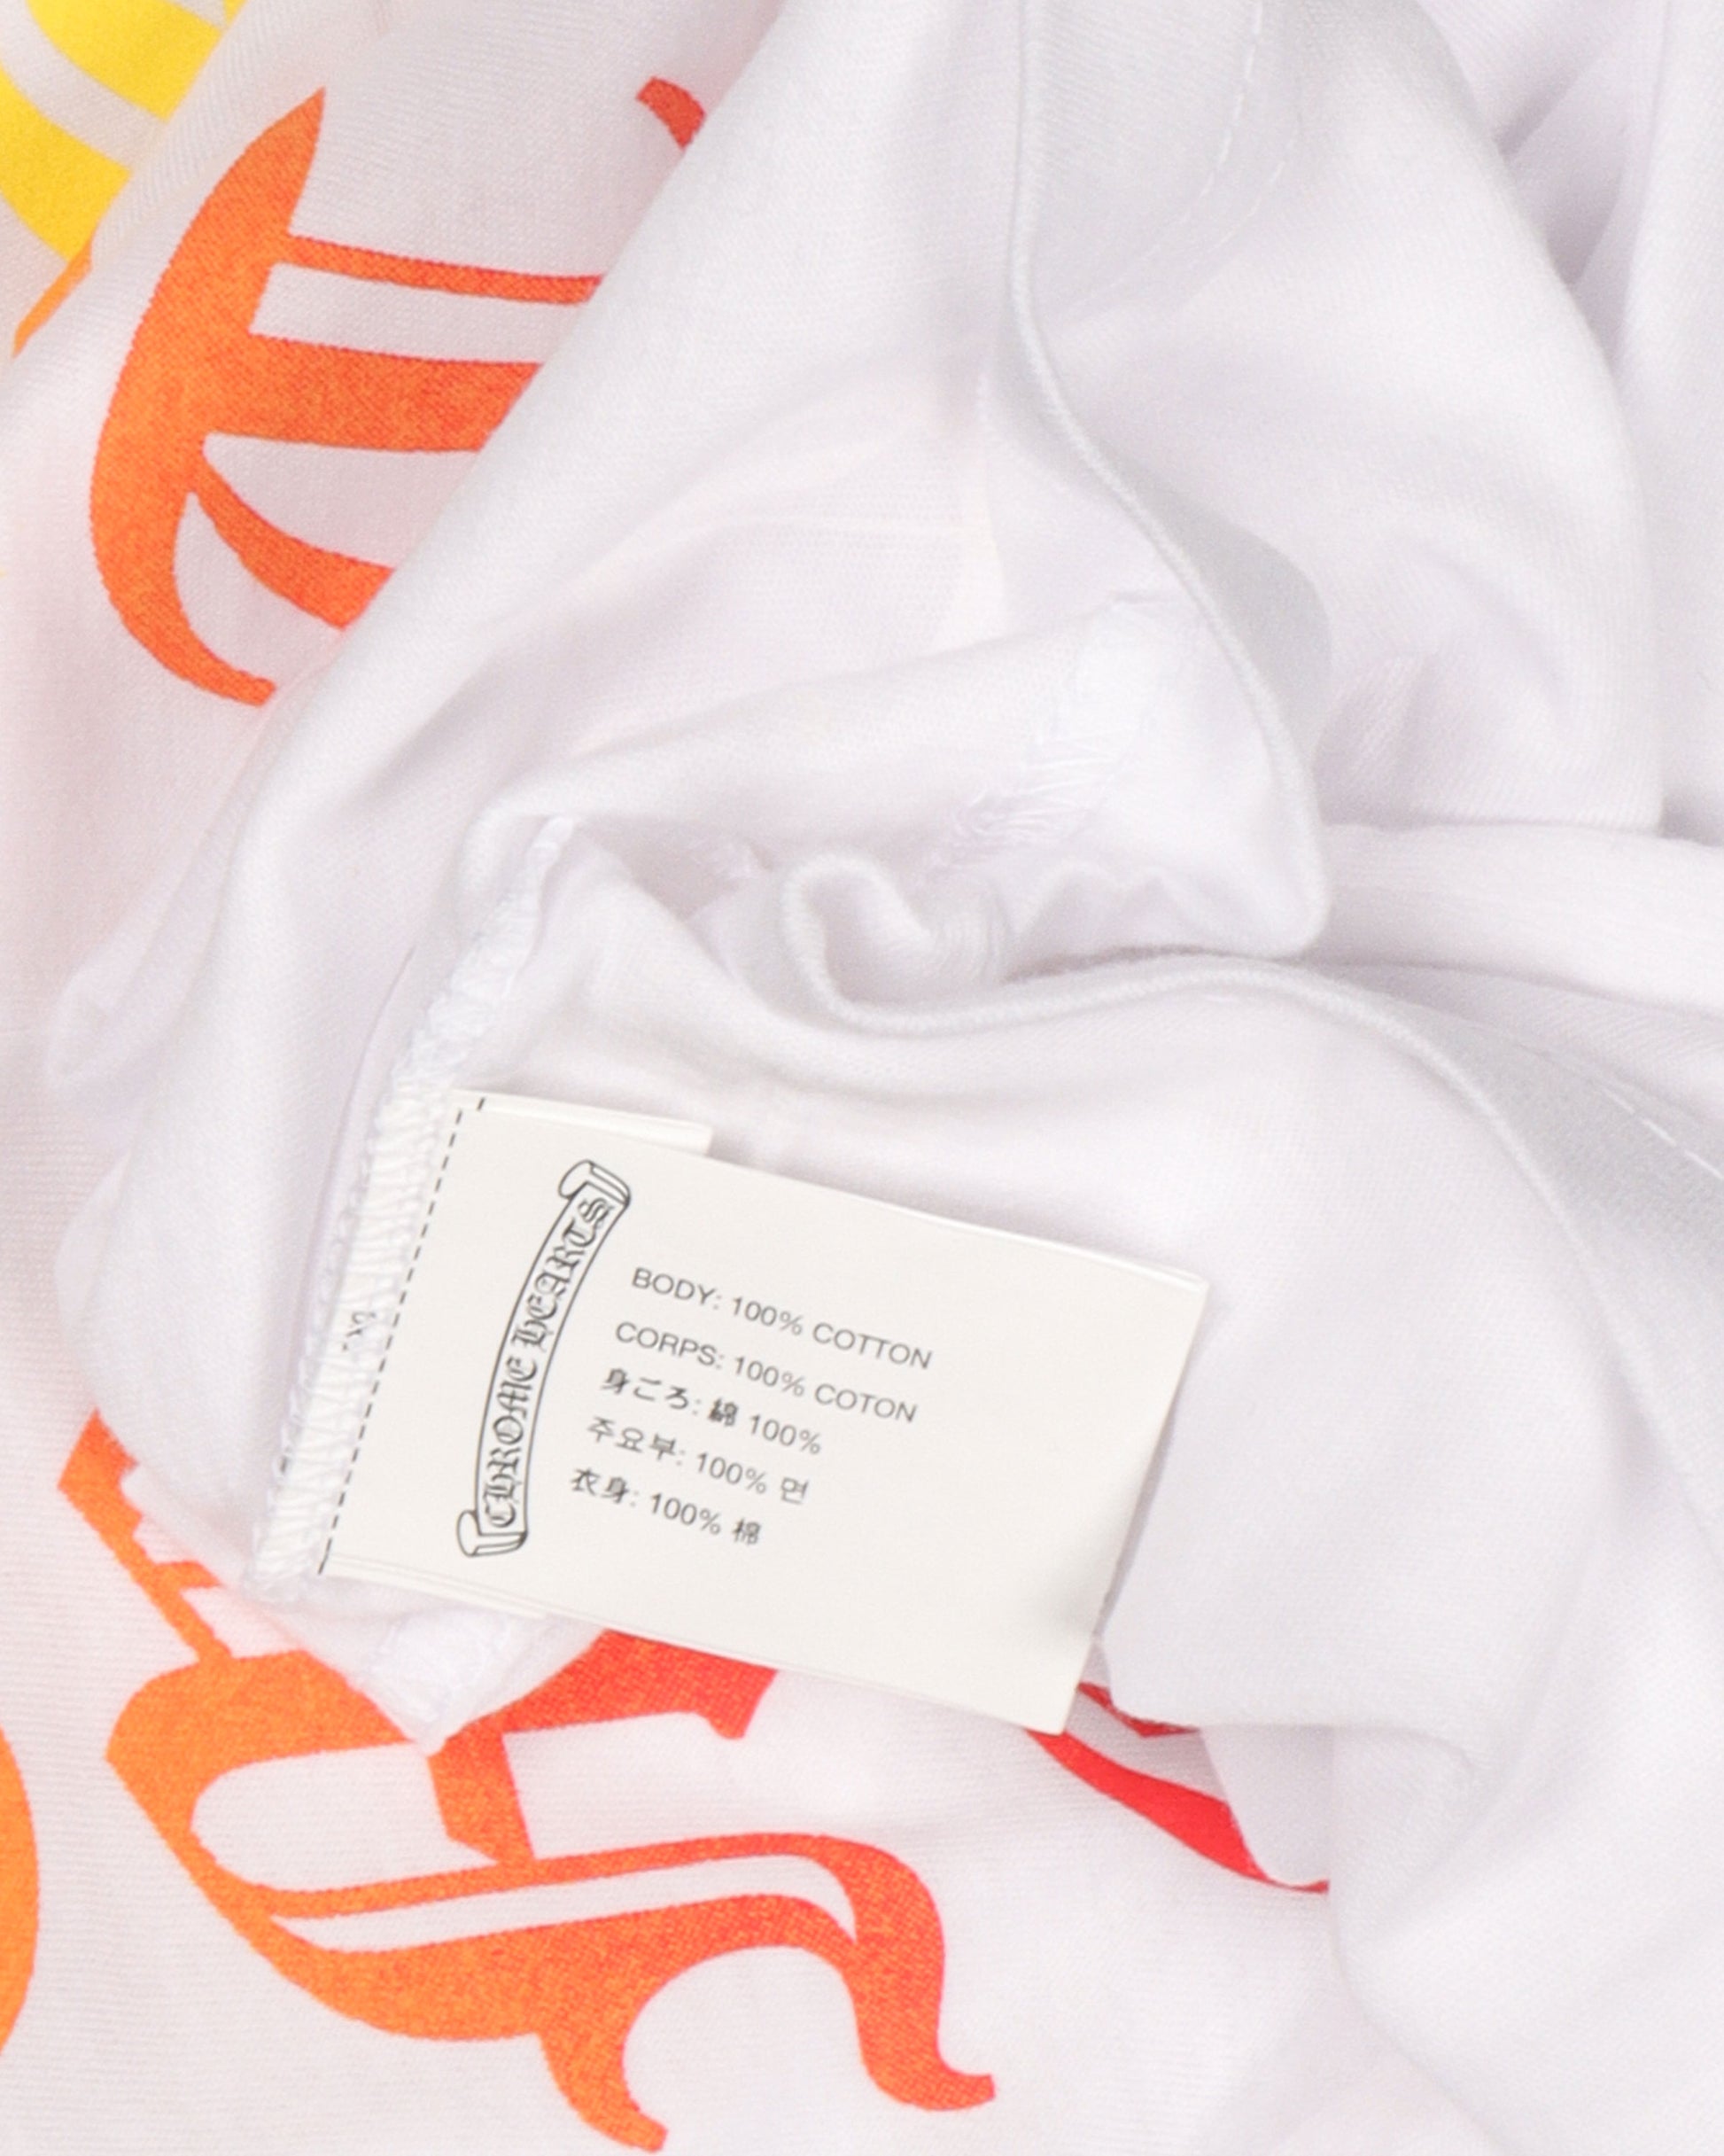 CHROME HEARTS
BODY: 100% COTTON
CORPS: 100% COTON
身ごろ: 綿 100%
주요부: 100% 면
衣身: 100% 棉